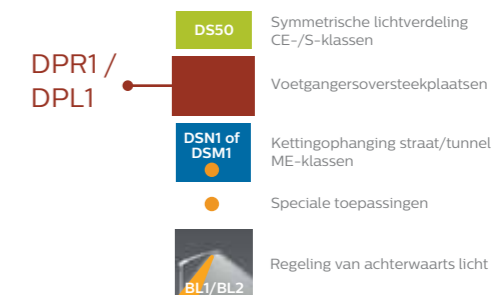 DS50
Symmetrische lichtverdeling
CE-/S-klassen
DPR1 /
DPL1
Voetgangersoversteekplaatsen
DSN1 of
DSM1
Kettingophanging straat/tunnel
ME-klassen
Speciale toepassingen
BL1/BL2
Regeling van achterwaarts licht